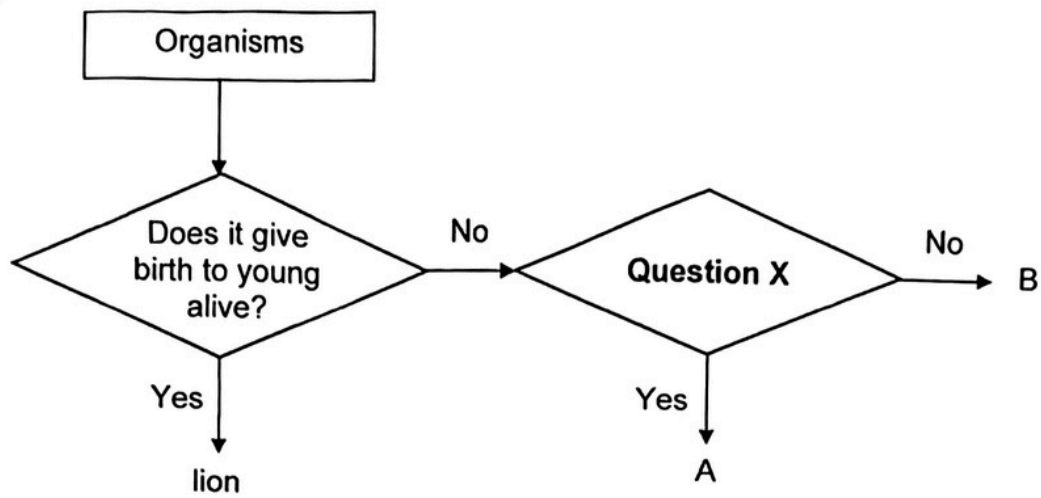 Organisms
Does it give
birth to young
alive?
No
Question X
No
B
Yes
lion
Yes
A